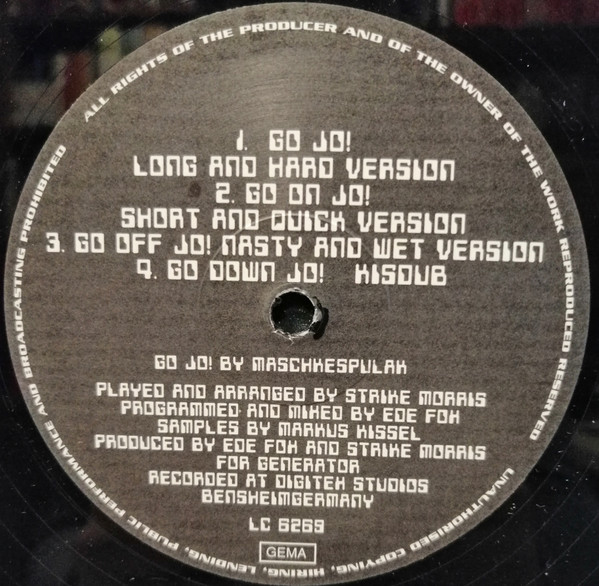 ALL RIGHTS OF THE PRODUCER AND OF THE OWNER OF THE WORK REPRODUCED RESERVED
UNAUTHORISED COPYING, HIRING, LENDING, PUBLIC PERFORMANCE AND BROADCASTING PROHIBITED
1. GO JO!
LONG AND HARD VERSION
2. GO ON JO!
SHORT AND QUICK VERSION
3. GO OFF JO! NASTY AND WET VERSION
4. GO DOWN JO! KISDUB
GO JO! BY MASCHKESPULAK
PLAYED AND ARRANGED BY STRIKE MORRIS
PROGRAMMED AND MIXED BY EDE FOX
SAMPLES BY MARKUS KISSEL
PRODUCED BY EDE FOX AND STRIKE MORRIS
FOR GENERATOR
RECORDED AT DIGITEX STUDIOS
BENSHEIMGERMANY
LC 6269
GEMA